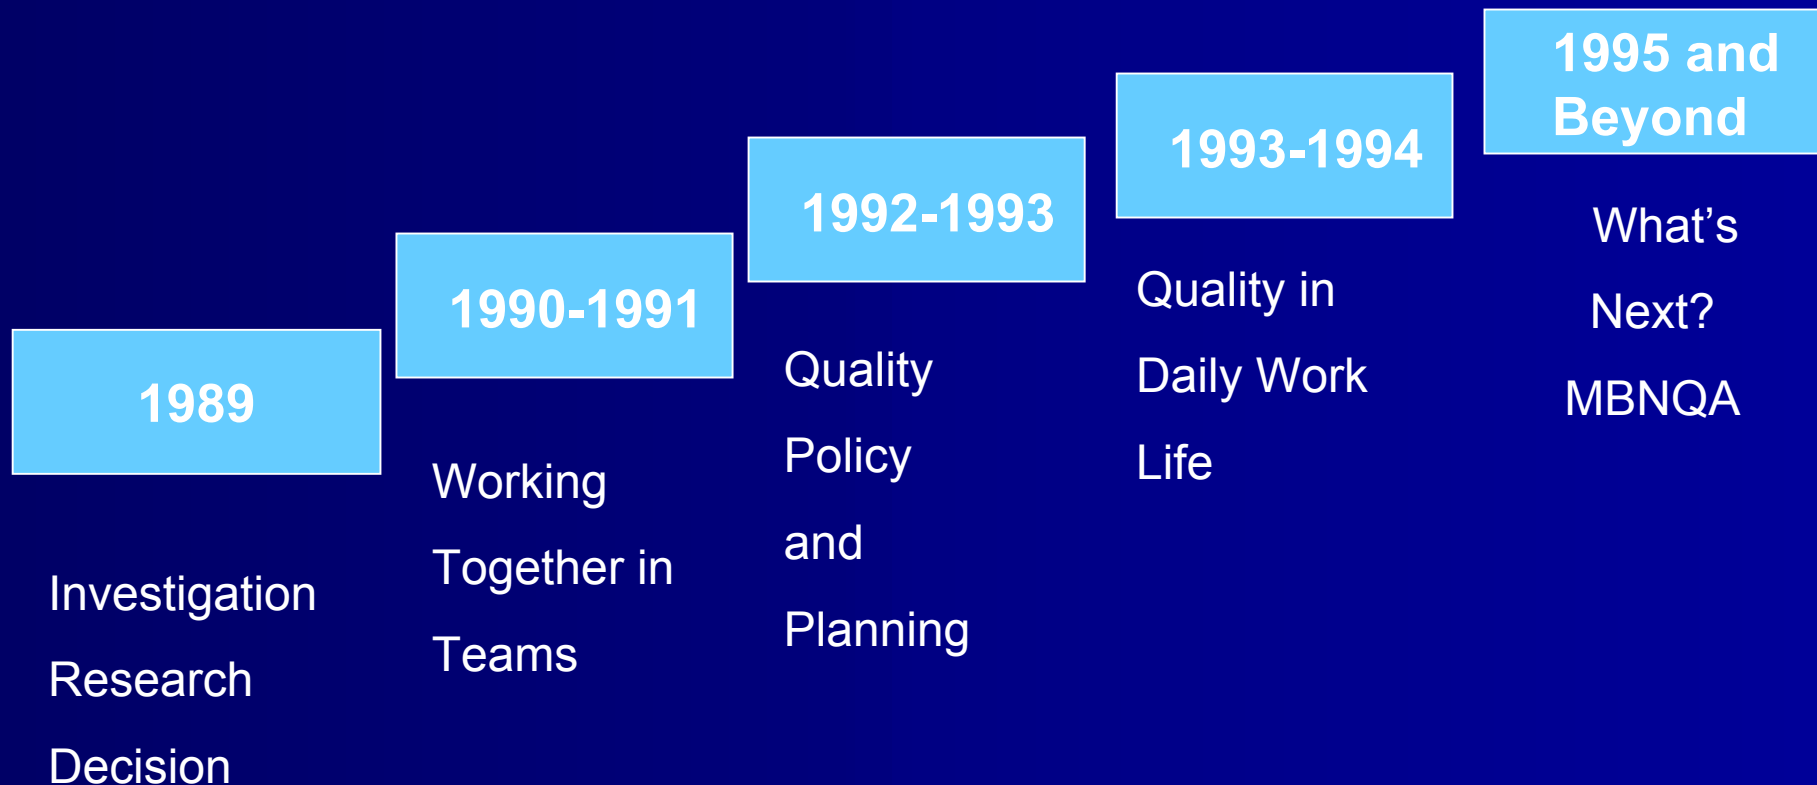 1989
Investigation
Research
Decision
1990-1991
Working
Together in
Teams
1992-1993
Quality
Policy
and
Planning
1993-1994
Quality in
Daily Work
Life
1995 and
Beyond
What’s
Next?
MBNQA